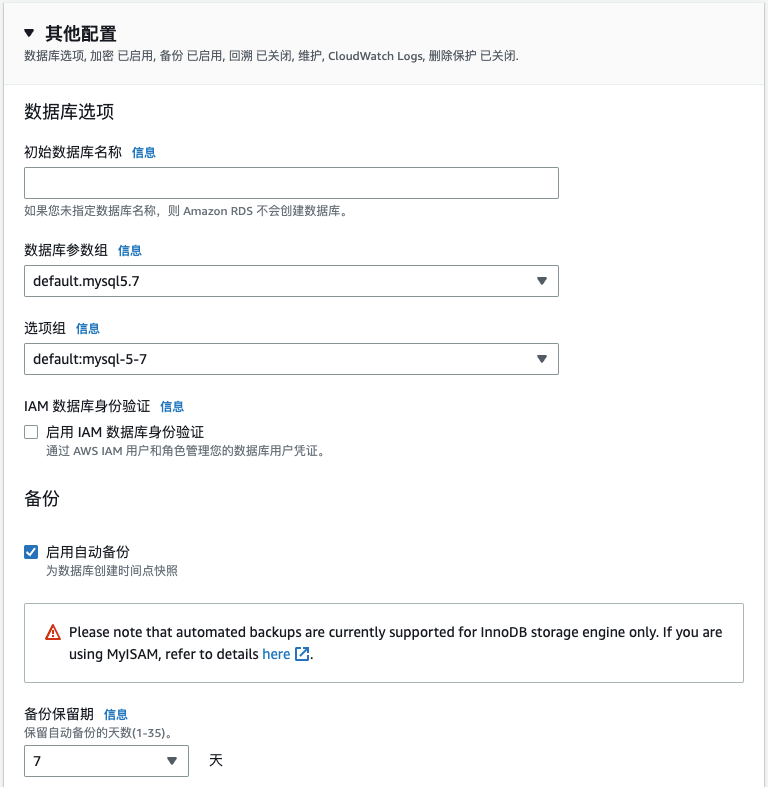 其他配置
数据库选项, 加密 已启用, 备份 已启用, 回溯 已关闭, 维护, CloudWatch Logs, 删除保护 已关闭.
数据库选项
初始数据库名称 信息
如果您未指定数据库名称，则 Amazon RDS 不会创建数据库。
数据库参数组 信息
default.mysql5.7
选项组 信息
default:mysql-5-7
IAM 数据库身份验证 信息
启用 IAM 数据库身份验证
通过 AWS IAM 用户和角色管理您的数据库用户凭证。
备份
启用自动备份
为数据库创建时间点快照
Please note that automated backups are currently supported for InnoDB storage engine only. If you are
using MyISAM, refer to details here.
备份保留期 信息
保留自动备份的天数(1-35)。
7 天